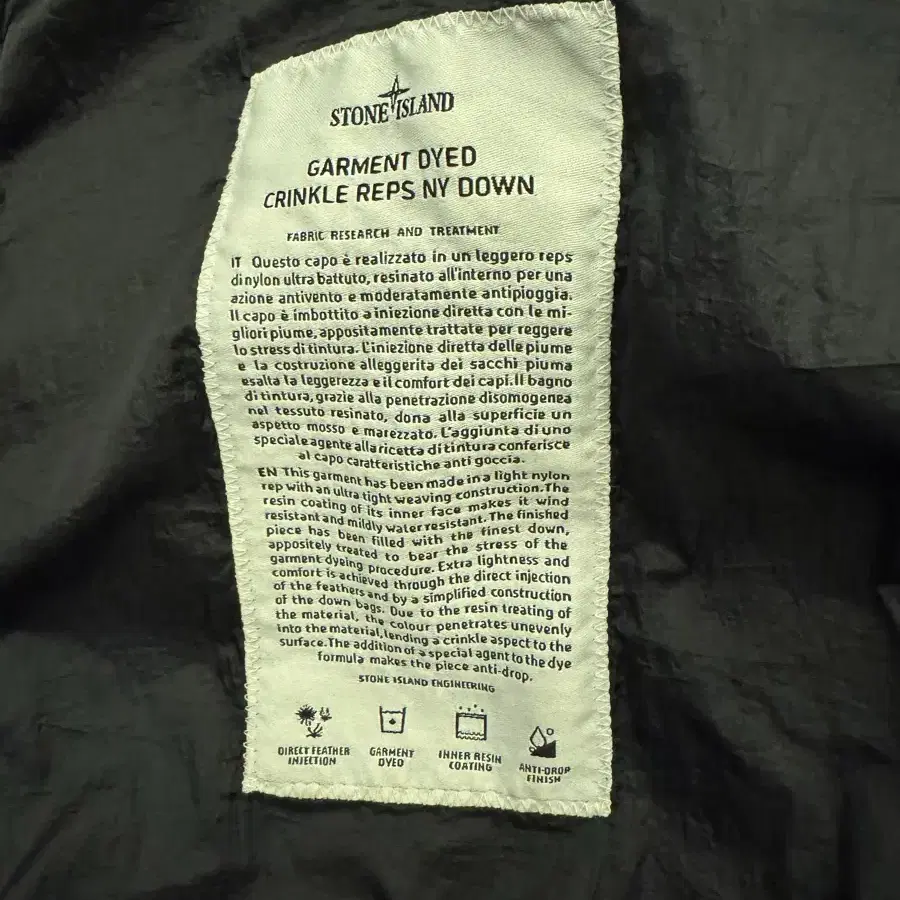 STONE ISLAND
GARMENT DYED
CRINKLE REPS NY DOWN
FABRIC RESEARCH AND TREATMENT
IT Questo capo è realizzato in un leggero reps
di nylon ultra battuto, resinato all'interno per una
azione antivento e moderatamente antipioggia.
Il capo è imbottito a iniezione diretta con le mi-
gliori piume, appositamente trattate per reggere
lo stress di tintura. L'iniezione diretta delle piume
e la costruzione alleggerita dei sacchi piuma
esalta la leggerezza e il comfort dei capi. Il bagno
di tintura, grazie alla penetrazione disomogenea
nel tessuto resinato, dona alla superficie un
aspetto mosso e marezzato. L'aggiunta di uno
speciale agente alla ricetta di tintura conferisce
al capo caratteristiche anti goccia.
EN This garment has been made in a light nylon
rep with an ultra tight weaving construction. The
resin coating of its inner face makes it wind
resistant and mildly water resistant. The finished
piece has been filled with the finest down,
appositely treated to bear the stress of the
garment dyeing procedure. Extra lightness and
comfort is achieved through the direct injection
of the feathers and by a simplified construction
of the down bags. Due to the resin treating of
the material, the colour penetrates unevenly
into the material, lending a crinkle aspect to the
surface. The addition of a special agent to the dye
formula makes the piece anti-drop.
STONE ISLAND ENGINEERING
DIRECT FEATHER
INJECTION
GARMENT
DYED
INNER RESIN
COATING
ANTI-DROP
FINISH